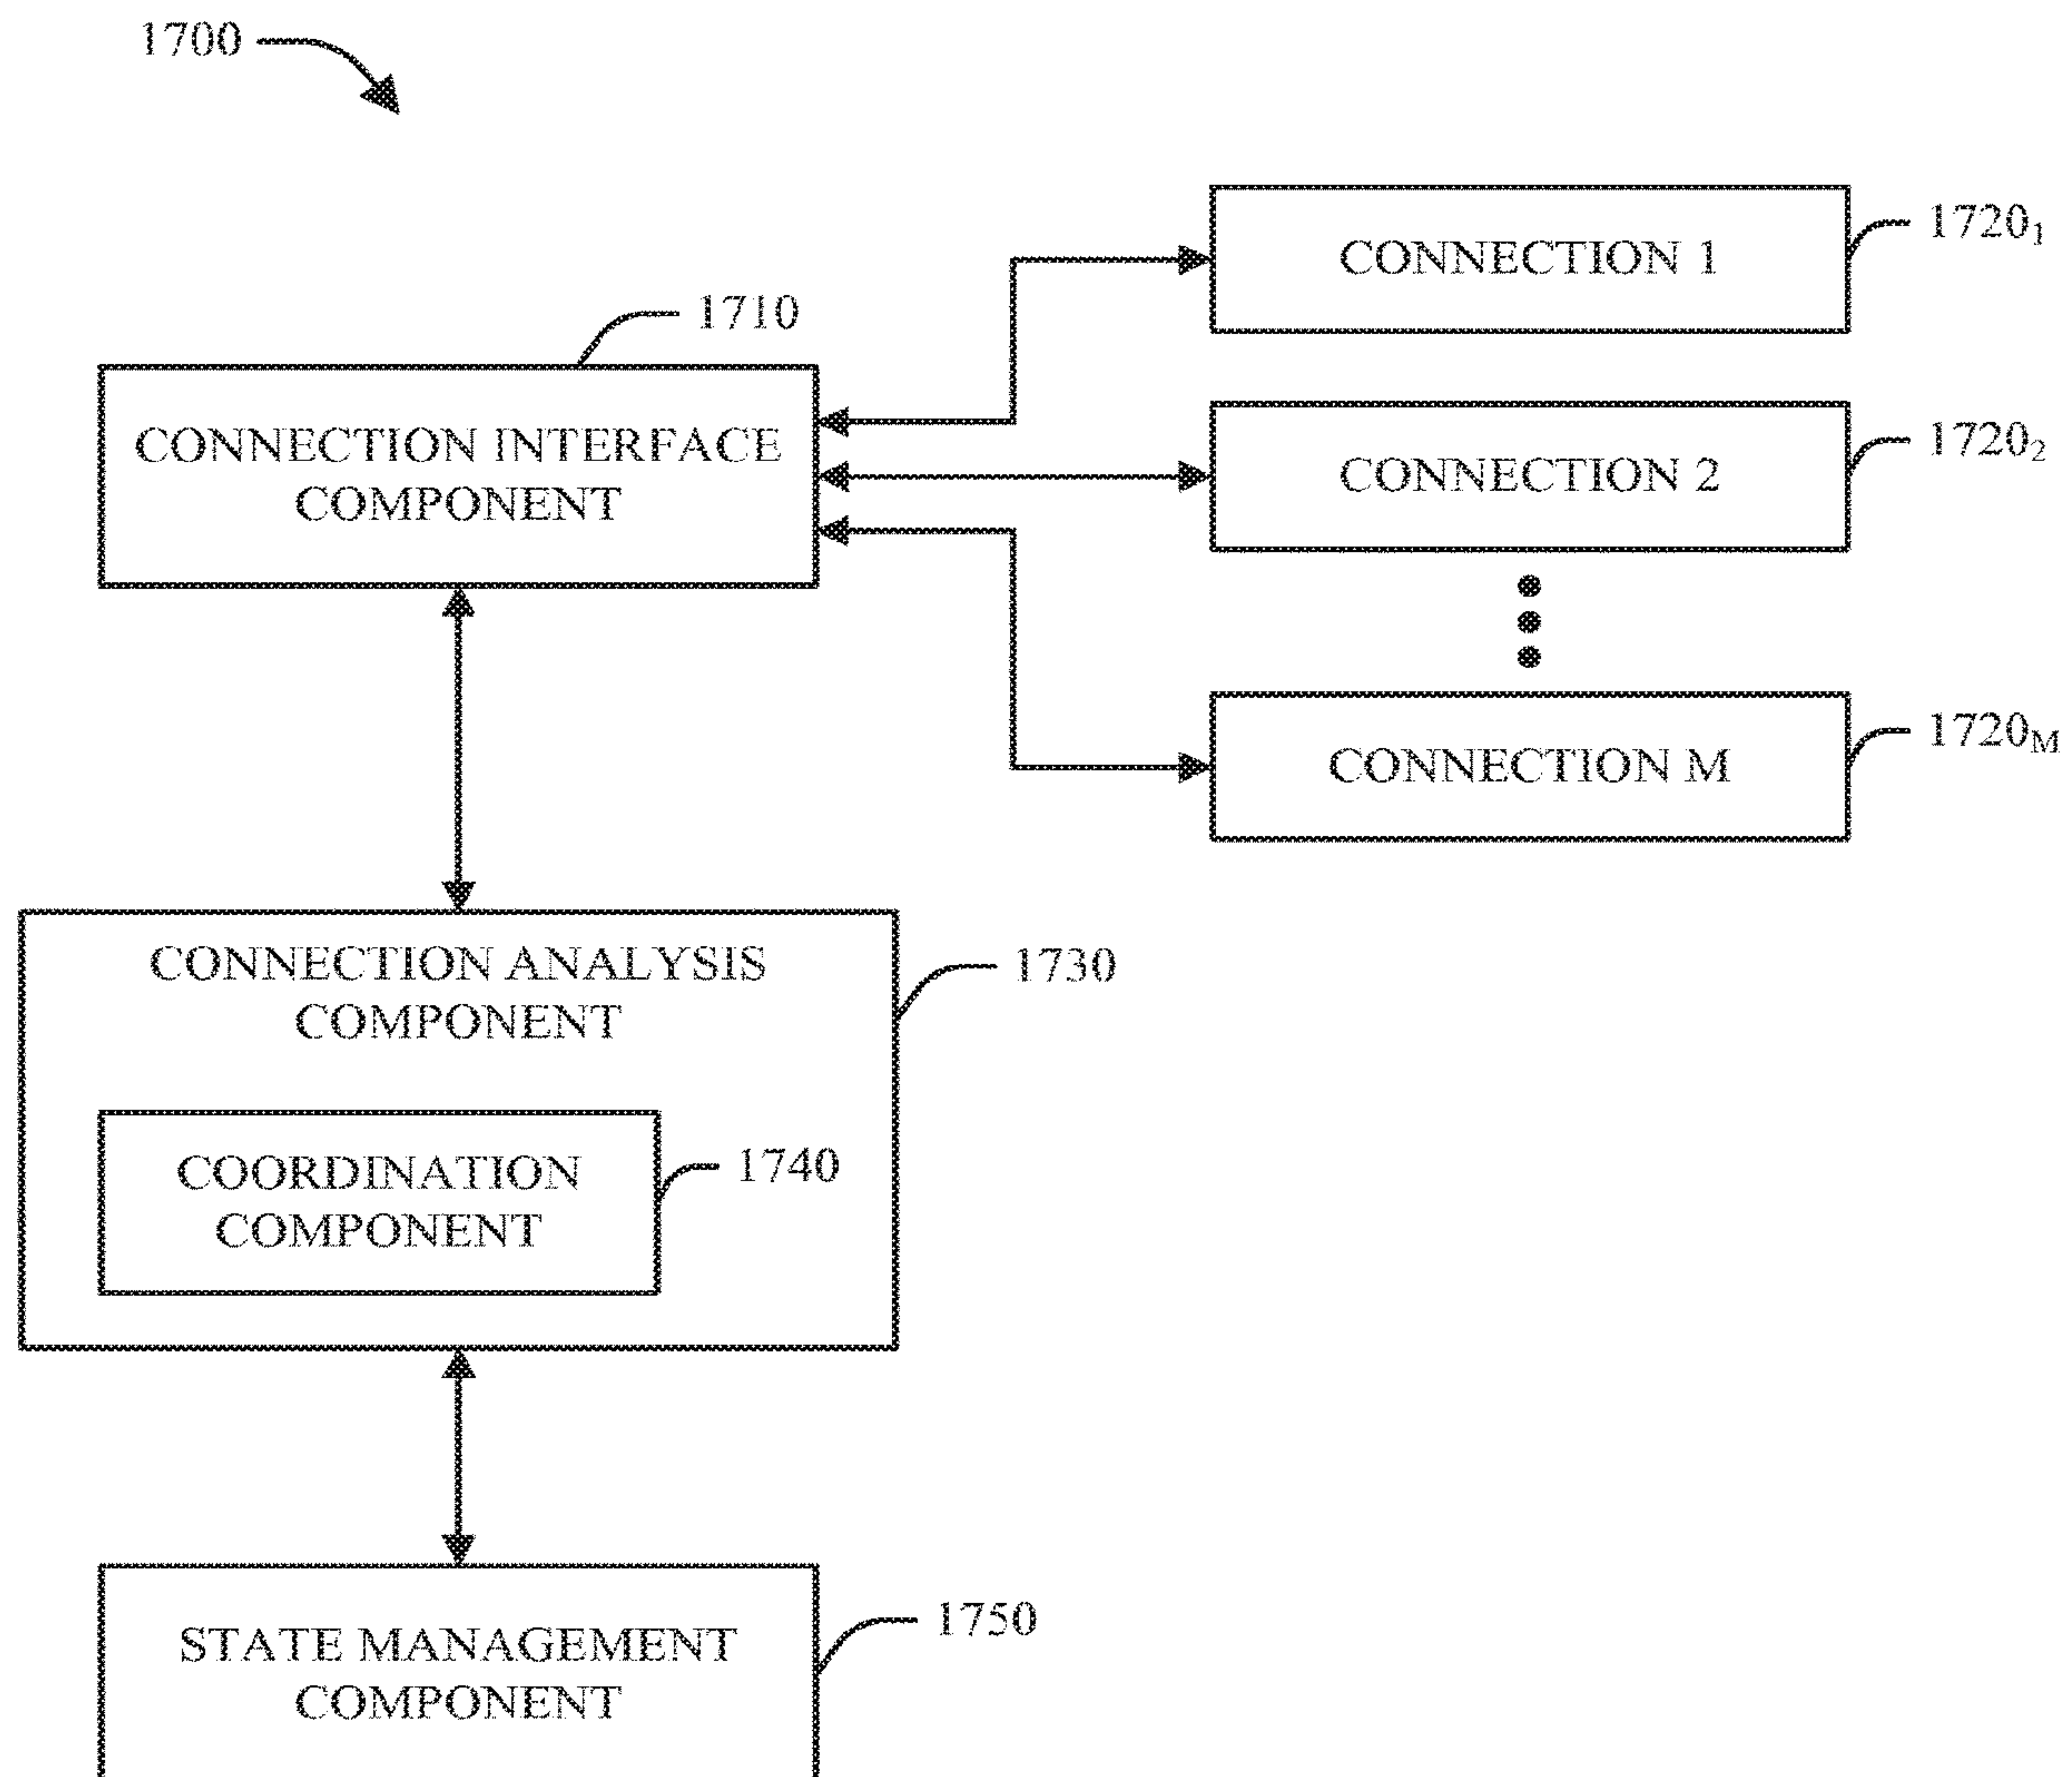 1700
1720₁
CONNECTION 1
1710
1720₂
CONNECTION INTERFACE
COMPONENT
CONNECTION 2
1720ₘ
CONNECTION M
CONNECTION ANALYSIS
COMPONENT
1730
COORDINATION
COMPONENT
1740
STATE MANAGEMENT
COMPONENT
1750